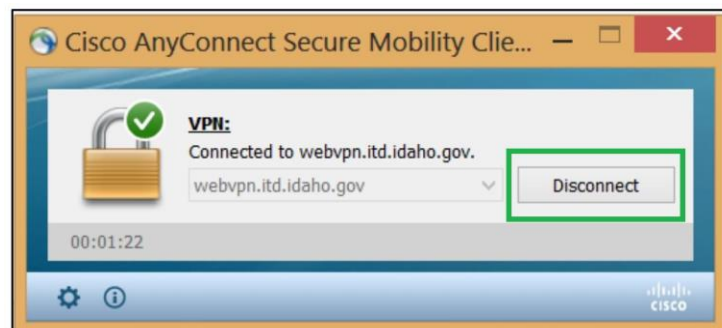 Cisco AnyConnect Secure Mobility Clie...
VPN:
Connected to webvpn.itd.idaho.gov.
webvpn.itd.idaho.gov
Disconnect
00:01:22
CISCO